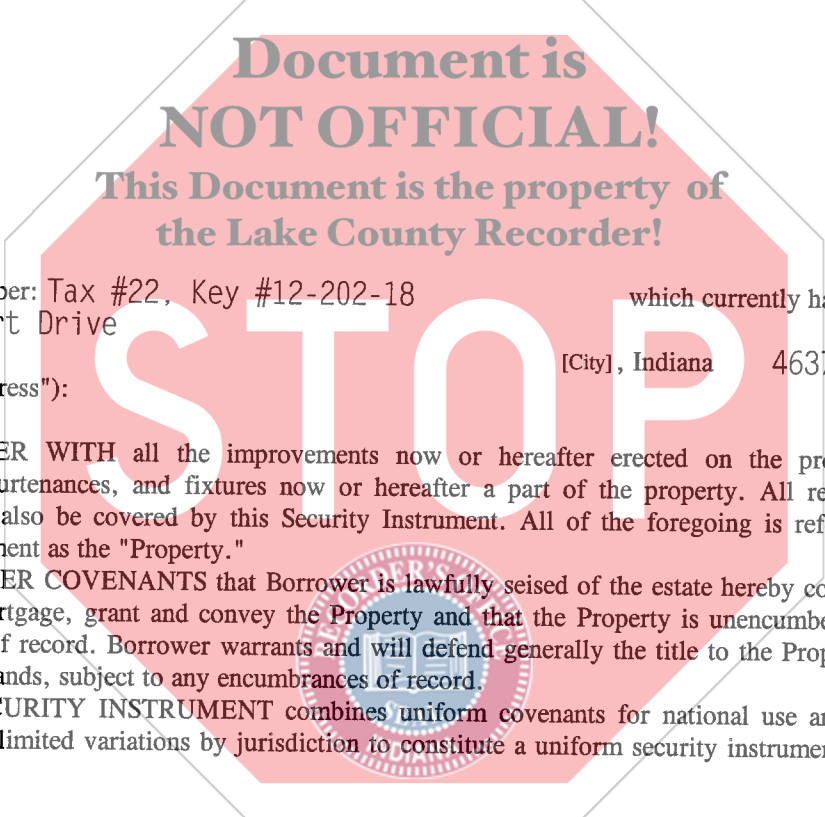 Document is
NOT OFFICIAL!
This Document is the property of
the Lake County Recorder!
ber: Tax #22, Key #12-202-18 which currently ha
rt Drive
[City], Indiana 4637
ress"):
STOP
ER WITH all the improvements now or hereafter erected on the pro
urtenances, and fixtures now or hereafter a part of the property. All re
also be covered by this Security Instrument. All of the foregoing is ref
ment as the "Property."
ER COVENANTS that Borrower is lawfully seised of the estate hereby co
rtgage, grant and convey the Property and that the Property is unencumbe
f record. Borrower warrants and will defend generally the title to the Prop
ands, subject to any encumbrances of record.
CURITY INSTRUMENT combines uniform covenants for national use an
limited variations by jurisdiction to constitute a uniform security instrumen
RECORDER'S OFFICE
INDIANA